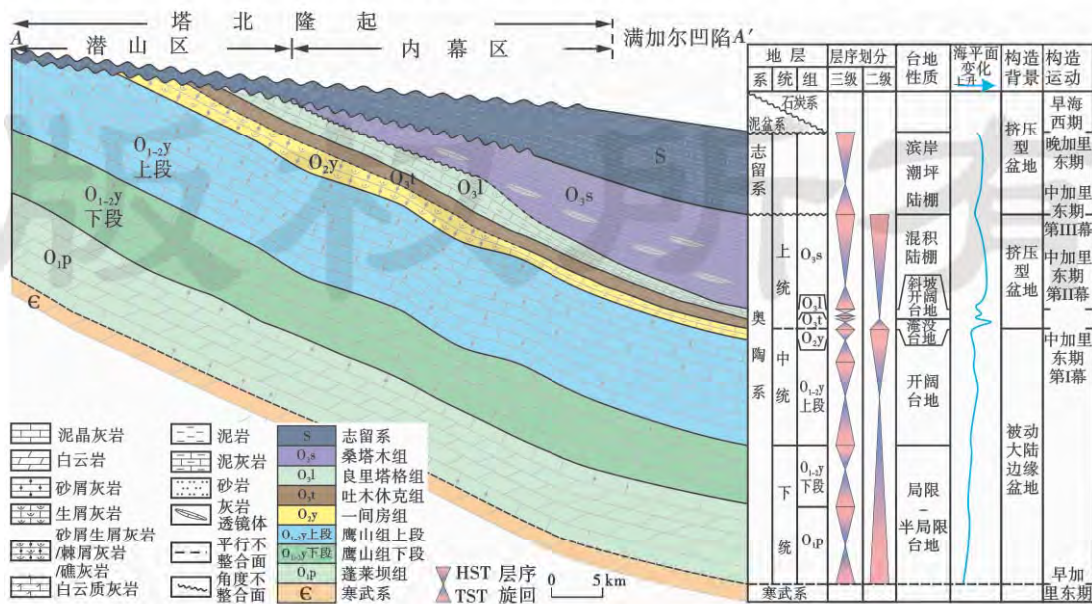 塔 北 隆 起
A 潜 山 区 内 幕 区 满加尔凹陷 A′
O₁₋₂y
上段
O₁₋₂y
下段
O₁p
Є
O₂y
O₃t
O₃l
O₃s
S
泥晶灰岩
白云岩
砂屑灰岩
生屑灰岩
砂屑生屑灰岩
/棘屑灰岩
/礁灰岩
白云质灰岩
泥岩
泥灰岩
砂岩
灰岩
透镜体
平行不
整合面
角度不
整合面
S 志留系
O₃s 桑塔木组
O₃l 良里塔格组
O₃t 吐木休克组
O₂y 一间房组
O₁₋₂y上段 鹰山组上段
O₁₋₂y下段 鹰山组下段
O₁p 蓬莱坝组
Є 寒武系
HST 层序
TST 旋回
0 5 km
地 层 层序划分 台地性质 海平面变化 构造背景 构造运动
系 统 组 三级 二级 上升
石炭系
泥盆系
志留系
奥陶系
上统
中统
下统
寒武系
O₃s
O₃l
O₃t
O₂y
O₁₋₂y
上段
O₁₋₂y
下段
O₁p
滨岸
潮坪
陆棚
混积
陆棚
斜坡
开阔
台地
淹没
台地
开阔
台地
局限
-
半局限
台地
挤压型盆地
挤压型盆地
被动大陆边缘盆地
早海
西期
晚加里
东期
中加里
东期
第III幕
中加里
东期
第II幕
中加里
东期
第I幕
早加
里东期